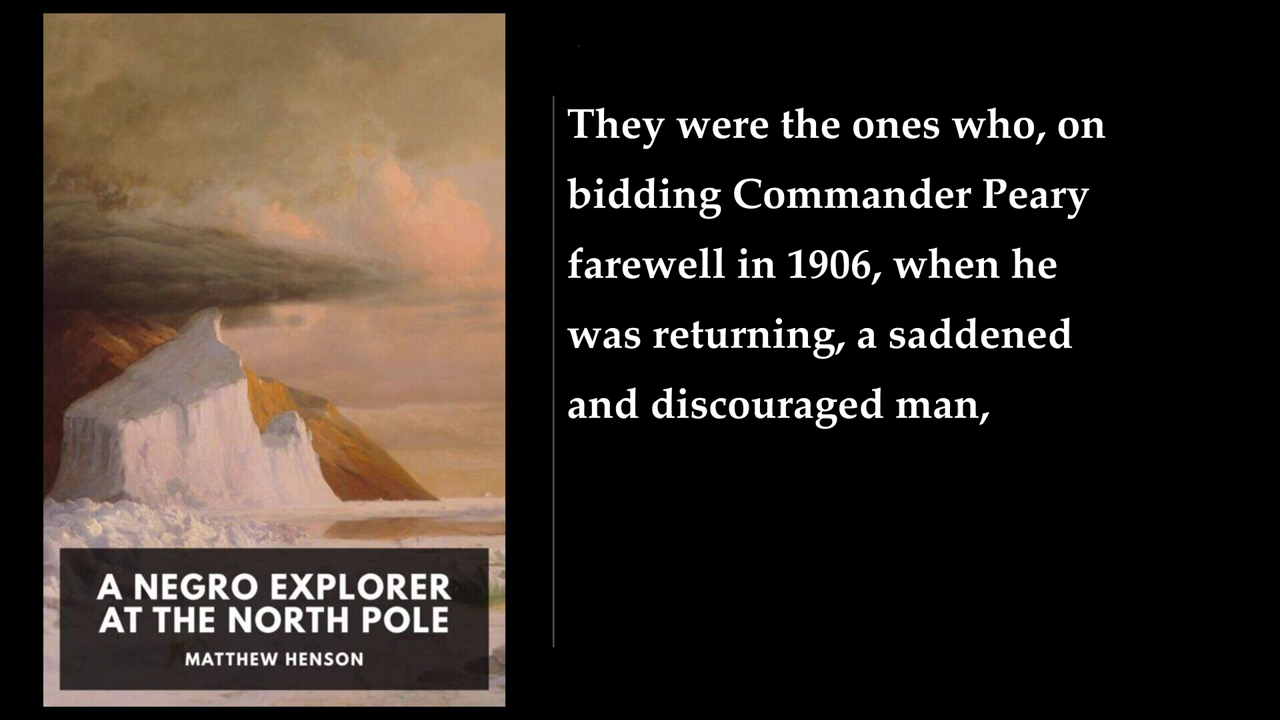 They were the ones who, on
bidding Commander Peary
farewell in 1906, when he
was returning, a saddened
and discouraged man,
A NEGRO EXPLORER
AT THE NORTH POLE
MATTHEW HENSON